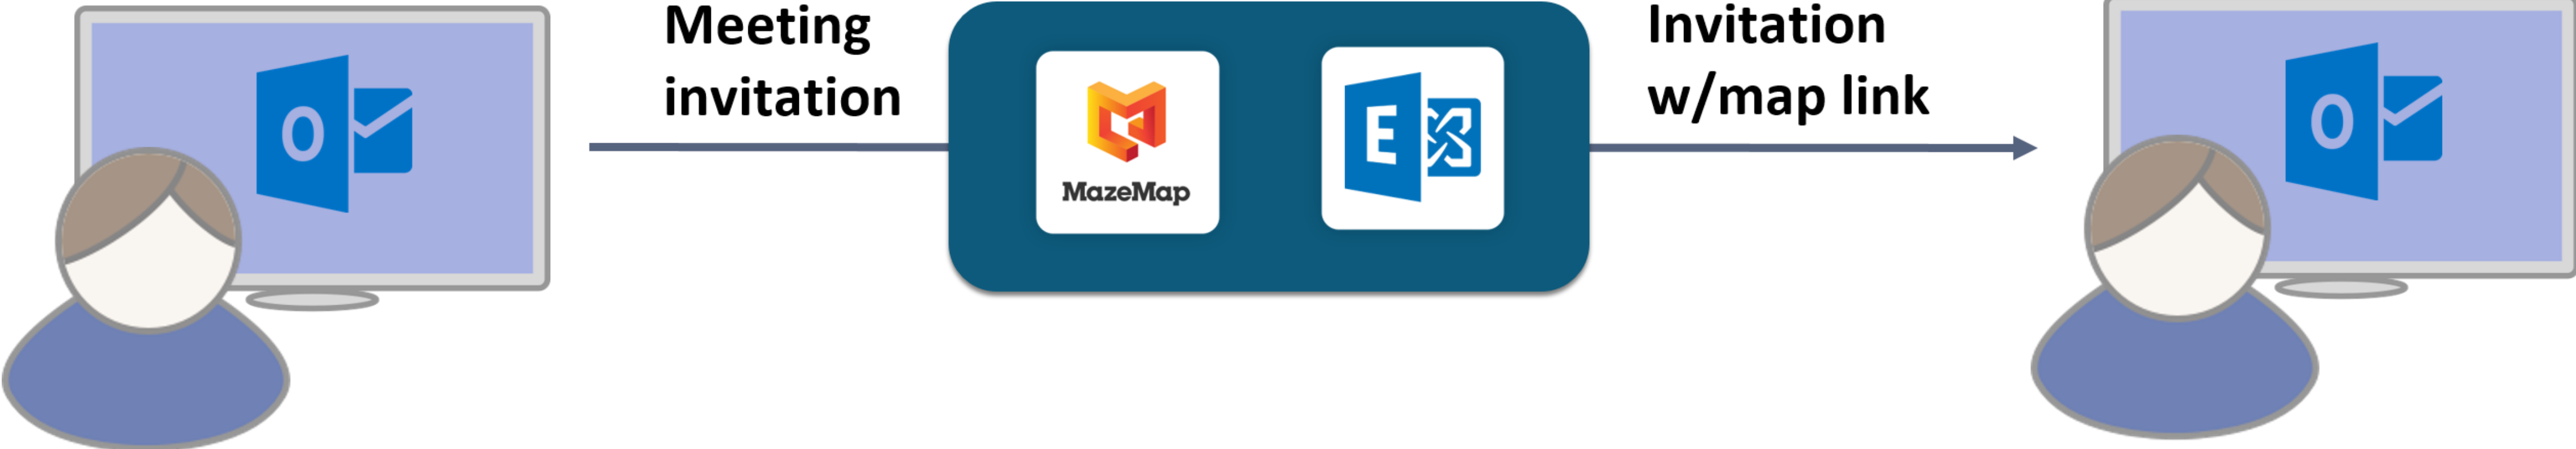 Meeting
invitation
Invitation
w/map link
O
MazeMap
E
O